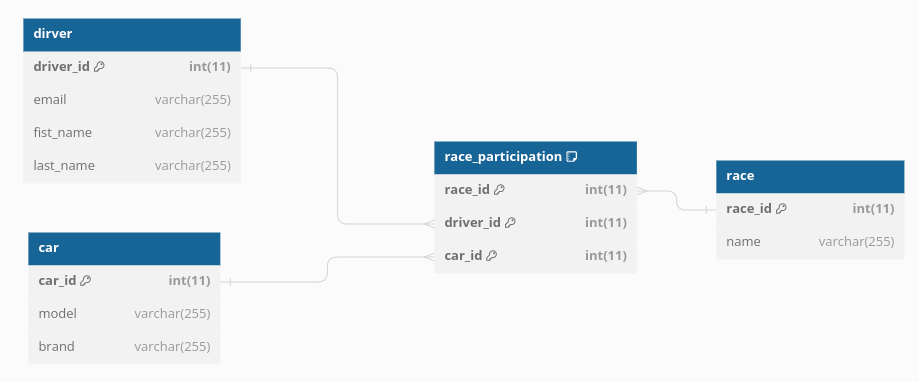 dirver
driver_id int(11)
email varchar(255)
fist_name varchar(255)
last_name varchar(255)
car
car_id int(11)
model varchar(255)
brand varchar(255)
race_participation
race_id int(11)
driver_id int(11)
car_id int(11)
race
race_id int(11)
name varchar(255)